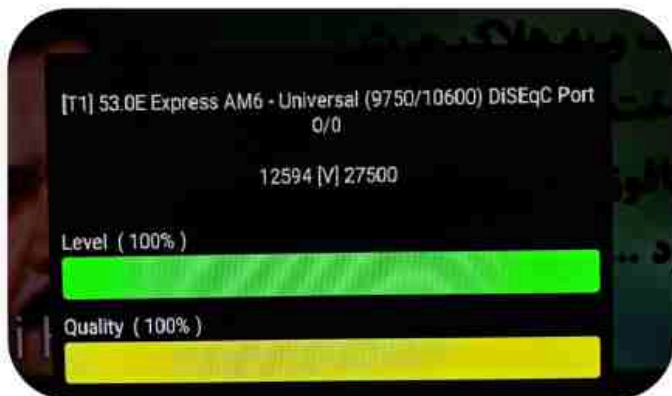 [T1] 53.0E Express AM6 - Universal (9750/10600) DiSEqC Port
0/0
12594 [V] 27500
Level ( 100% )
Quality ( 100% )